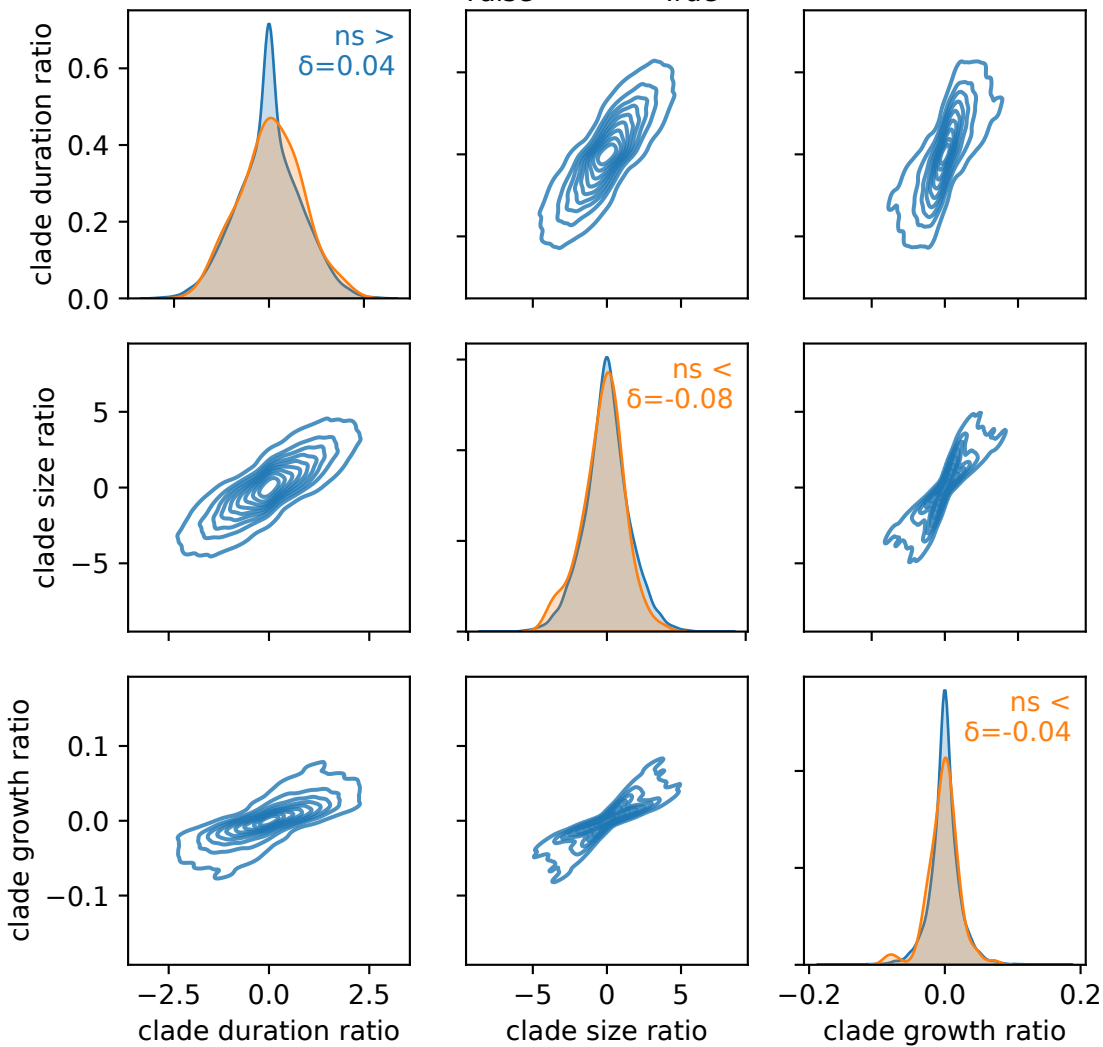 clade duration ratio
0.6
0.4
0.2
0.0
ns >
δ=0.04
clade size ratio
5
0
−5
ns <
δ=-0.08
clade growth ratio
0.1
0.0
−0.1
ns <
δ=-0.04
−2.5 0.0 2.5
−5 0 5
−0.2 0.0 0.2
clade duration ratio
clade size ratio
clade growth ratio